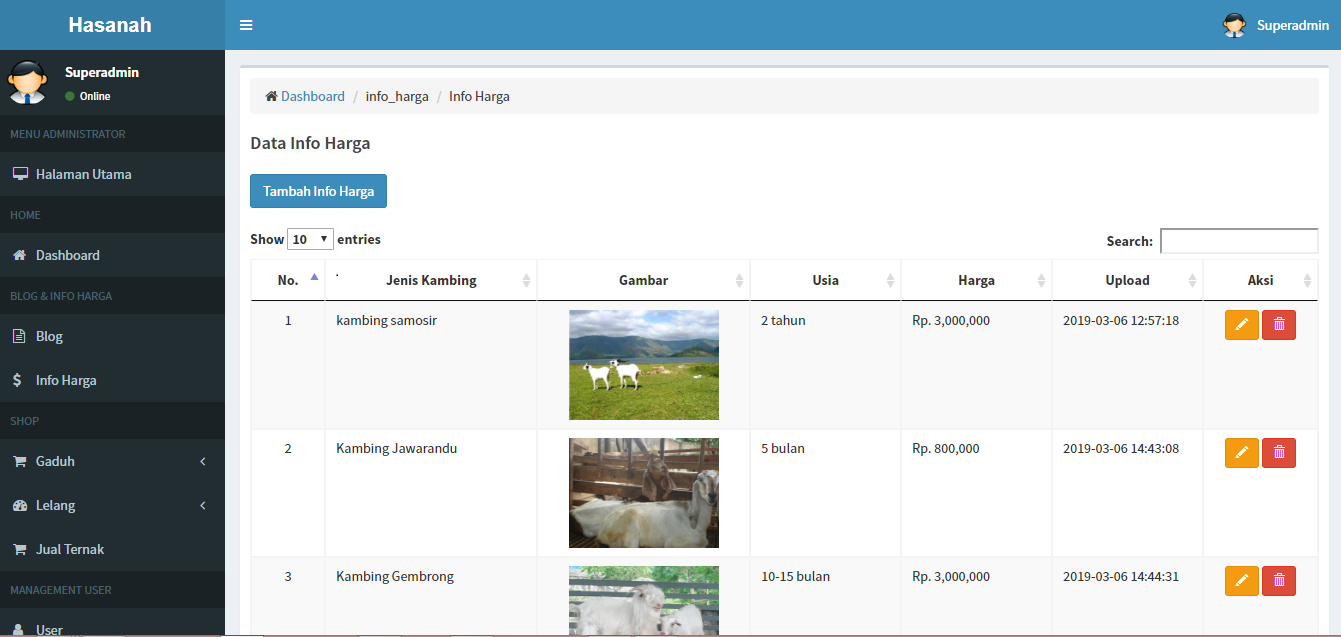 Hasanah
Superadmin
Superadmin
Online
MENU ADMINISTRATOR
Halaman Utama
HOME
Dashboard
BLOG & INFO HARGA
Blog
Info Harga
SHOP
Gaduh
Lelang
Jual Ternak
MANAGEMENT USER
User
Dashboard / info_harga / Info Harga
Data Info Harga
Tambah Info Harga
Show 10 entries
Search:
No. Jenis Kambing Gambar Usia Harga Upload Aksi
1 kambing samosir 2 tahun Rp. 3,000,000 2019-03-06 12:57:18
2 Kambing Jawarandu 5 bulan Rp. 800,000 2019-03-06 14:43:08
3 Kambing Gembrong 10-15 bulan Rp. 3,000,000 2019-03-06 14:44:31